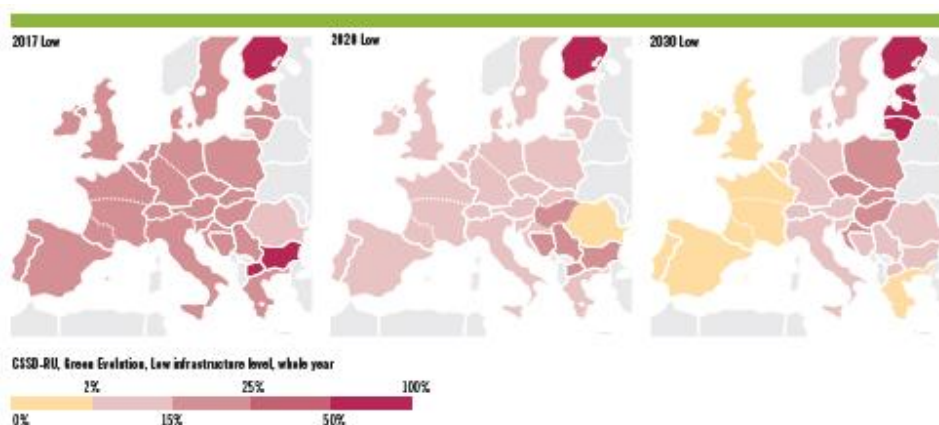 2017 Low
2020 Low
2030 Low
CSSD-RU, Green Evolution, Low infrastructure level, whole year
2% 25% 100%
0% 15% 50%